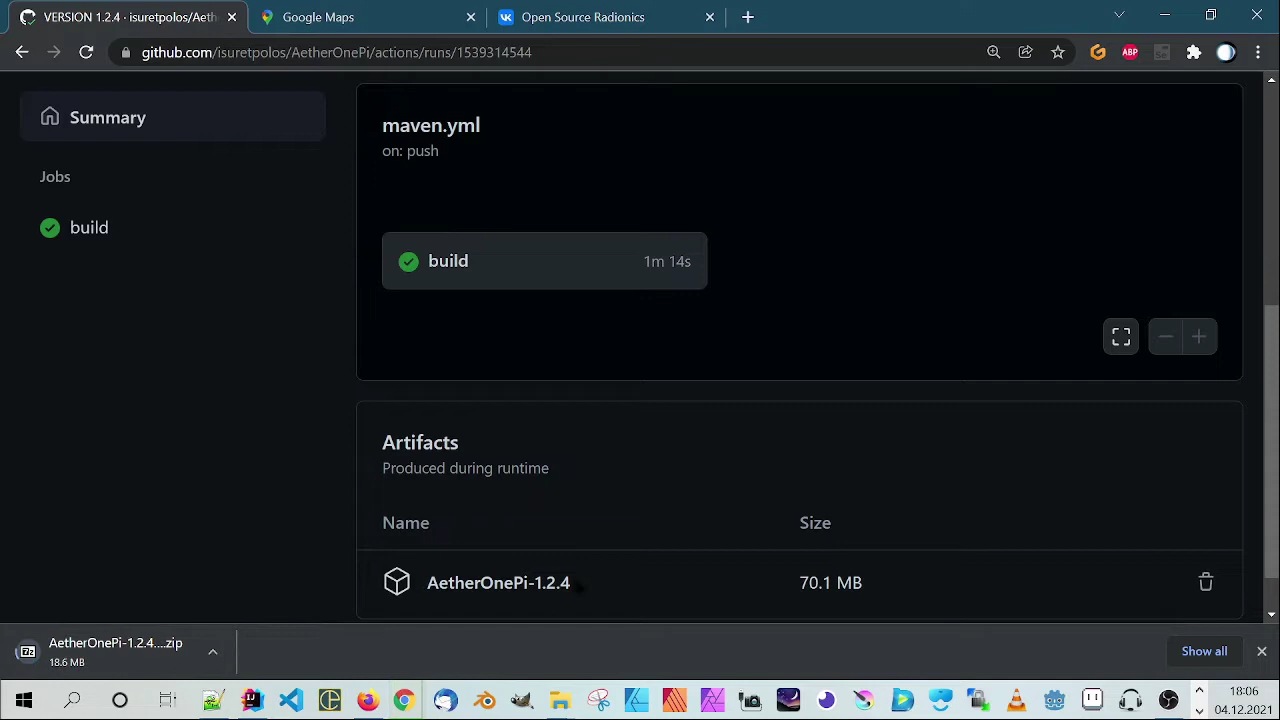 VERSION 1.2.4 · isuretpolos/Aeth
Google Maps
Open Source Radionics
github.com/isuretpolos/AetherOnePi/actions/runs/1539314544
ABP
Summary
Jobs
build
maven.yml
on: push
build
1m 14s
Artifacts
Produced during runtime
Name
Size
AetherOnePi-1.2.4
70.1 MB
AetherOnePi-1.2.4....zip
18.6 MB
Show all
18:06
04.12.2021